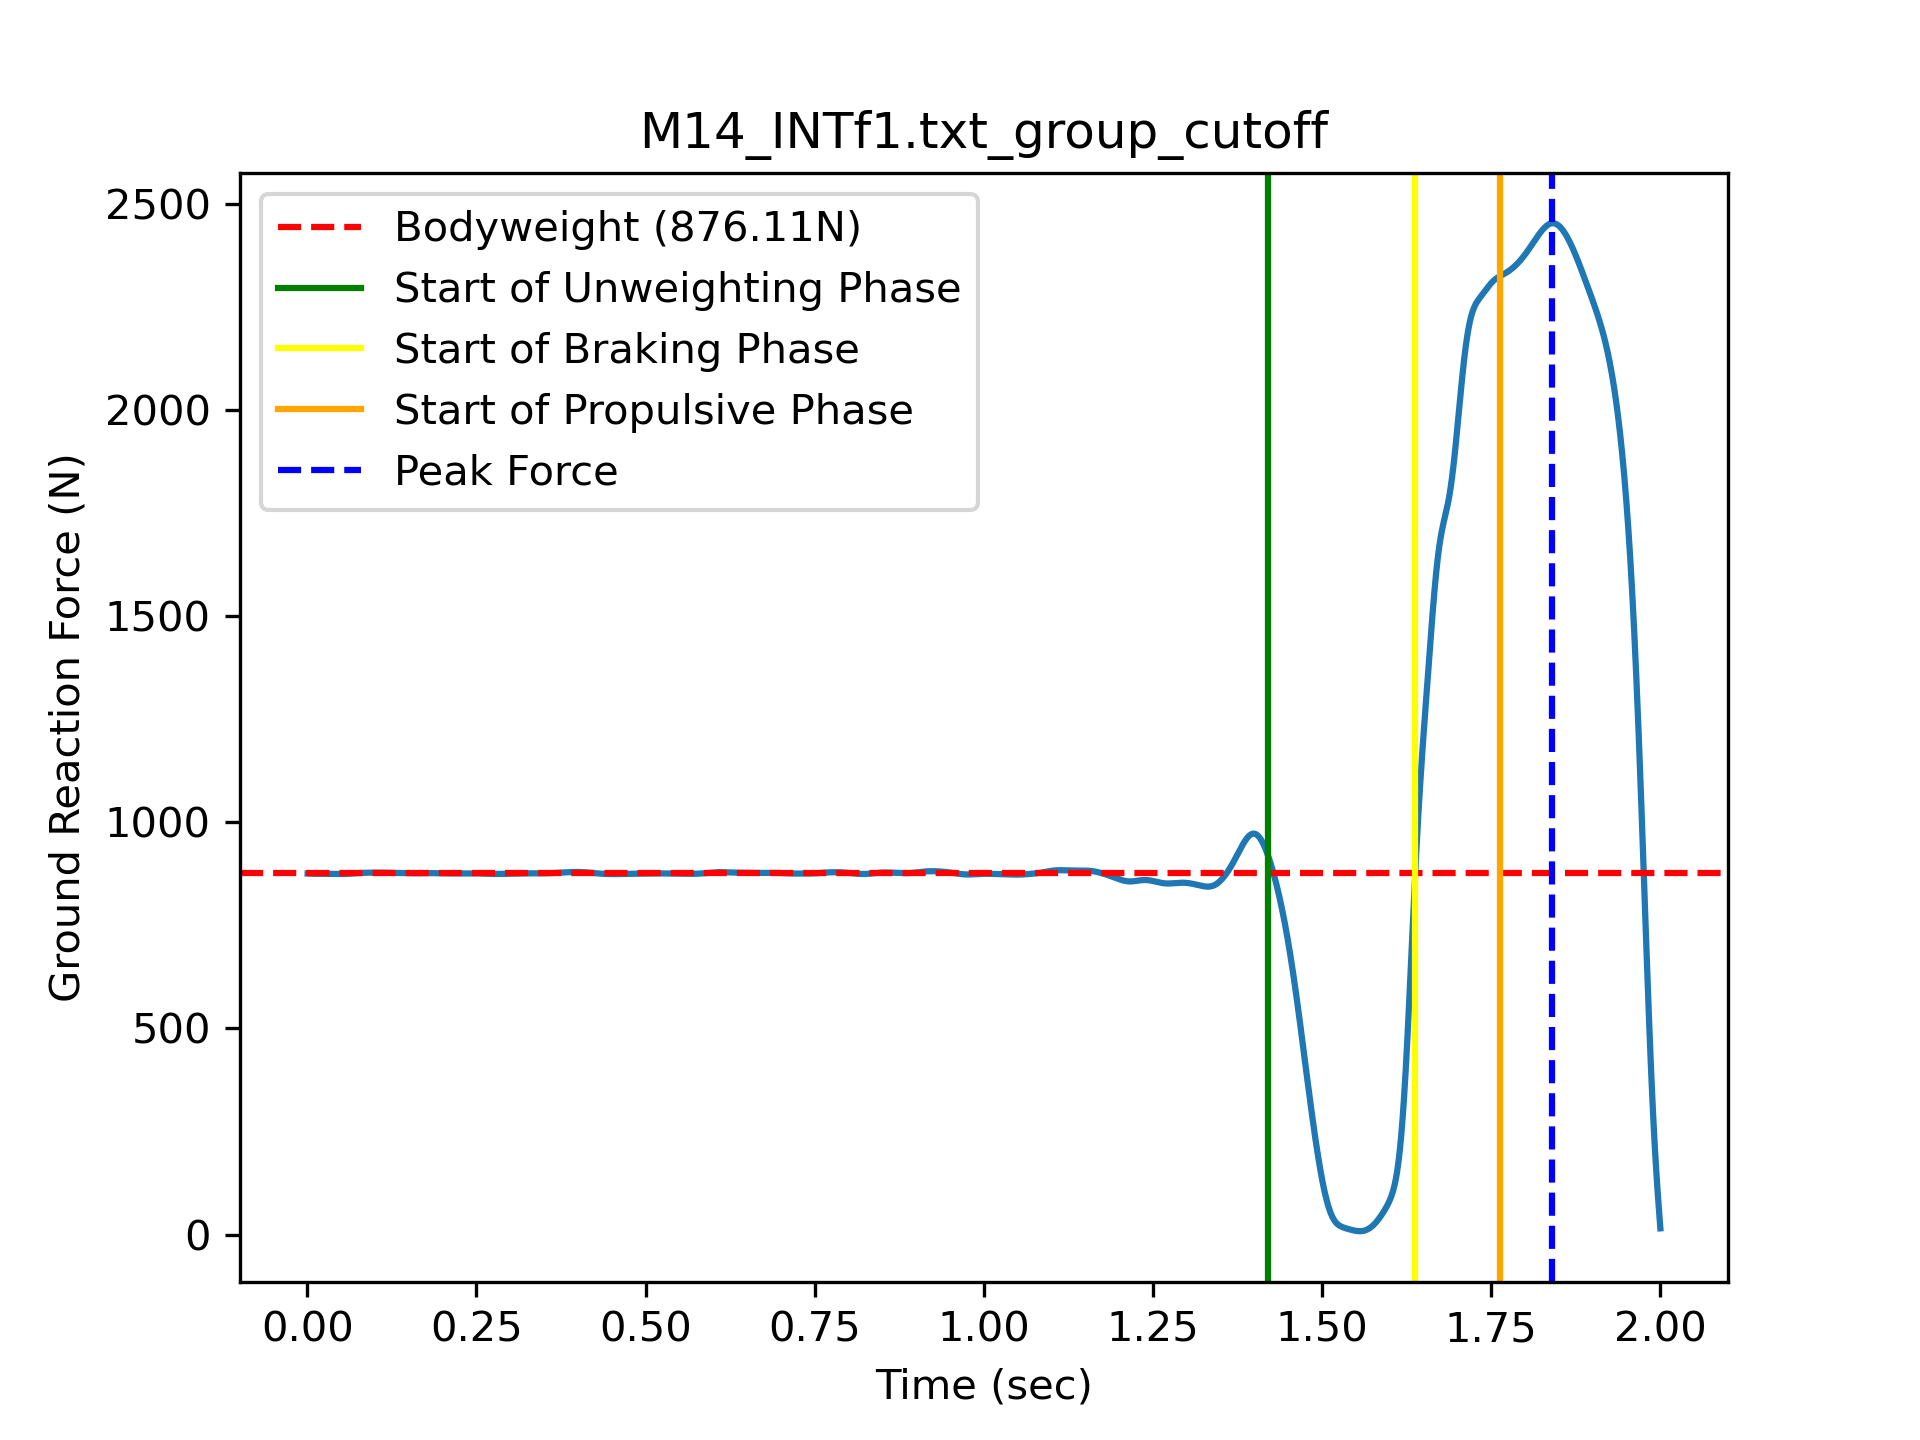 M14_INTf1.txt_group_cutoff
2500
2000
1500
1000
500
0
Ground Reaction Force (N)
Bodyweight (876.11N)
Start of Unweighting Phase
Start of Braking Phase
Start of Propulsive Phase
Peak Force
0.00 0.25 0.50 0.75 1.00 1.25 1.50 1.75 2.00
Time (sec)